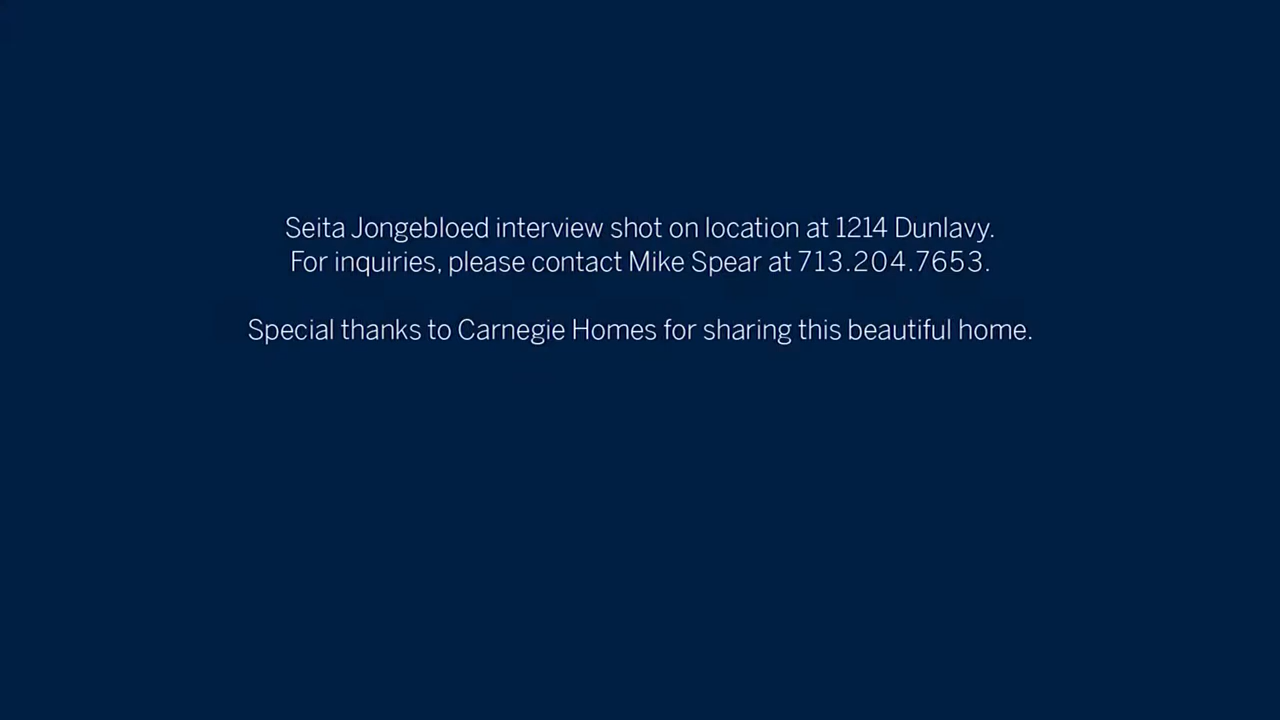 Seita Jongebloed interview shot on location at 1214 Dunlavy.
For inquiries, please contact Mike Spear at 713.204.7653.
Special thanks to Carnegie Homes for sharing this beautiful home.